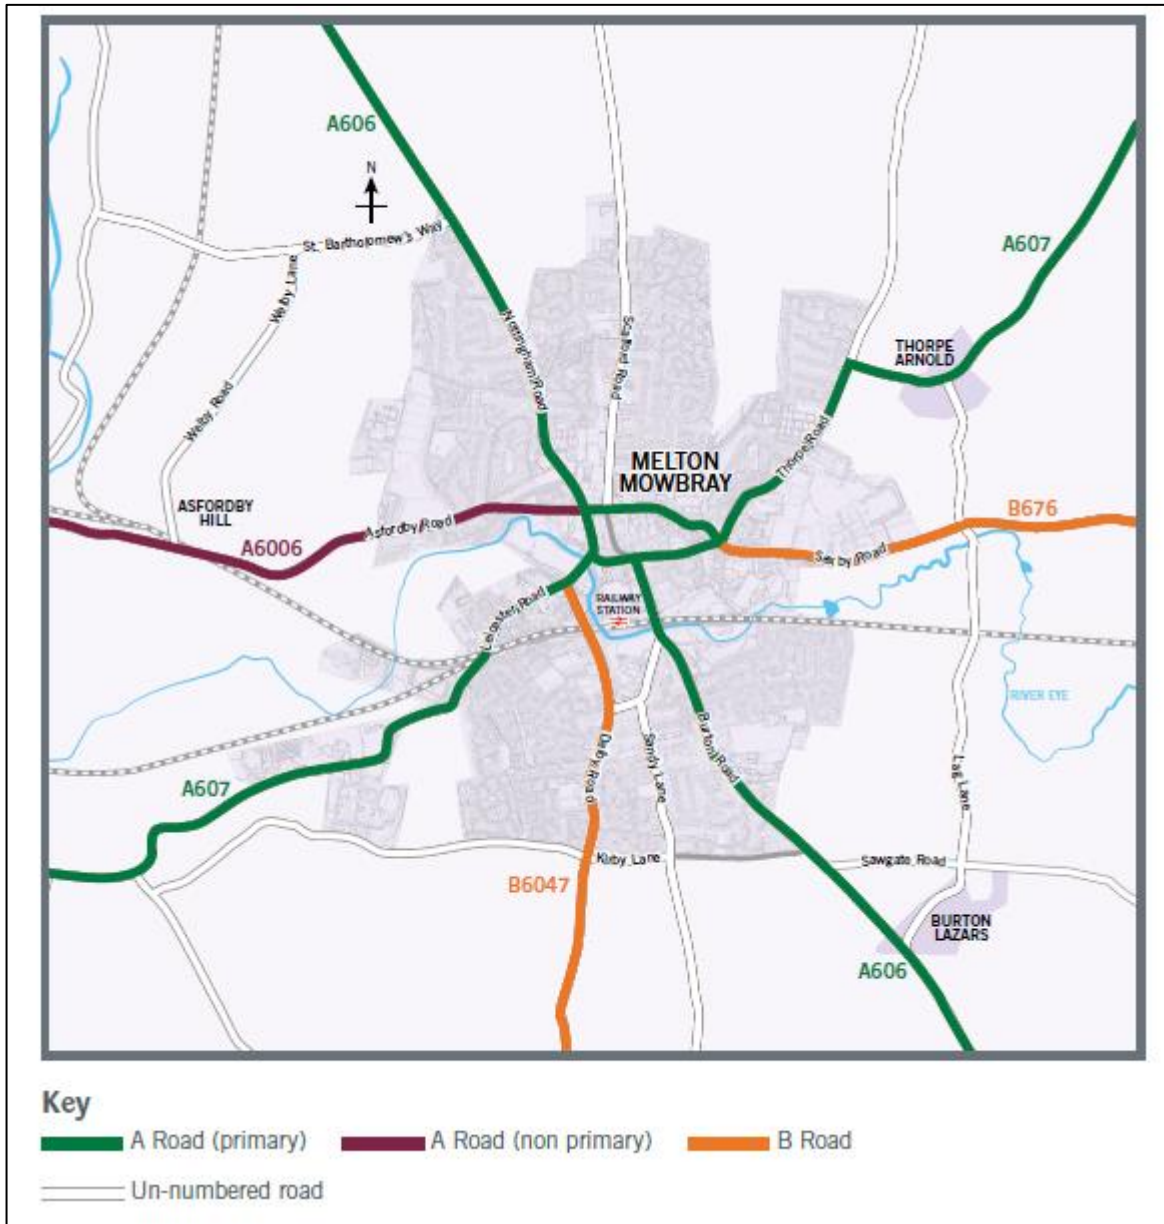 A606
N
St. Bartholomew's Way
A607
Welby Lane
Nottingham Road
Scalford Road
THORPE
ARNOLD
Welby Road
Thorpe Road
MELTON
MOWBRAY
ASFORDBY
HILL
B676
Asfordby Road
A6006
Saxby Road
Leicester Road
RAILWAY
STATION
RIVER EYE
Burton Road
Dalby Road
Sandy Lane
Lag Lane
A607
Kirby Lane
Sawgate Road
B6047
BURTON
LAZARS
A606
Key
A Road (primary)
A Road (non primary)
B Road
Un-numbered road